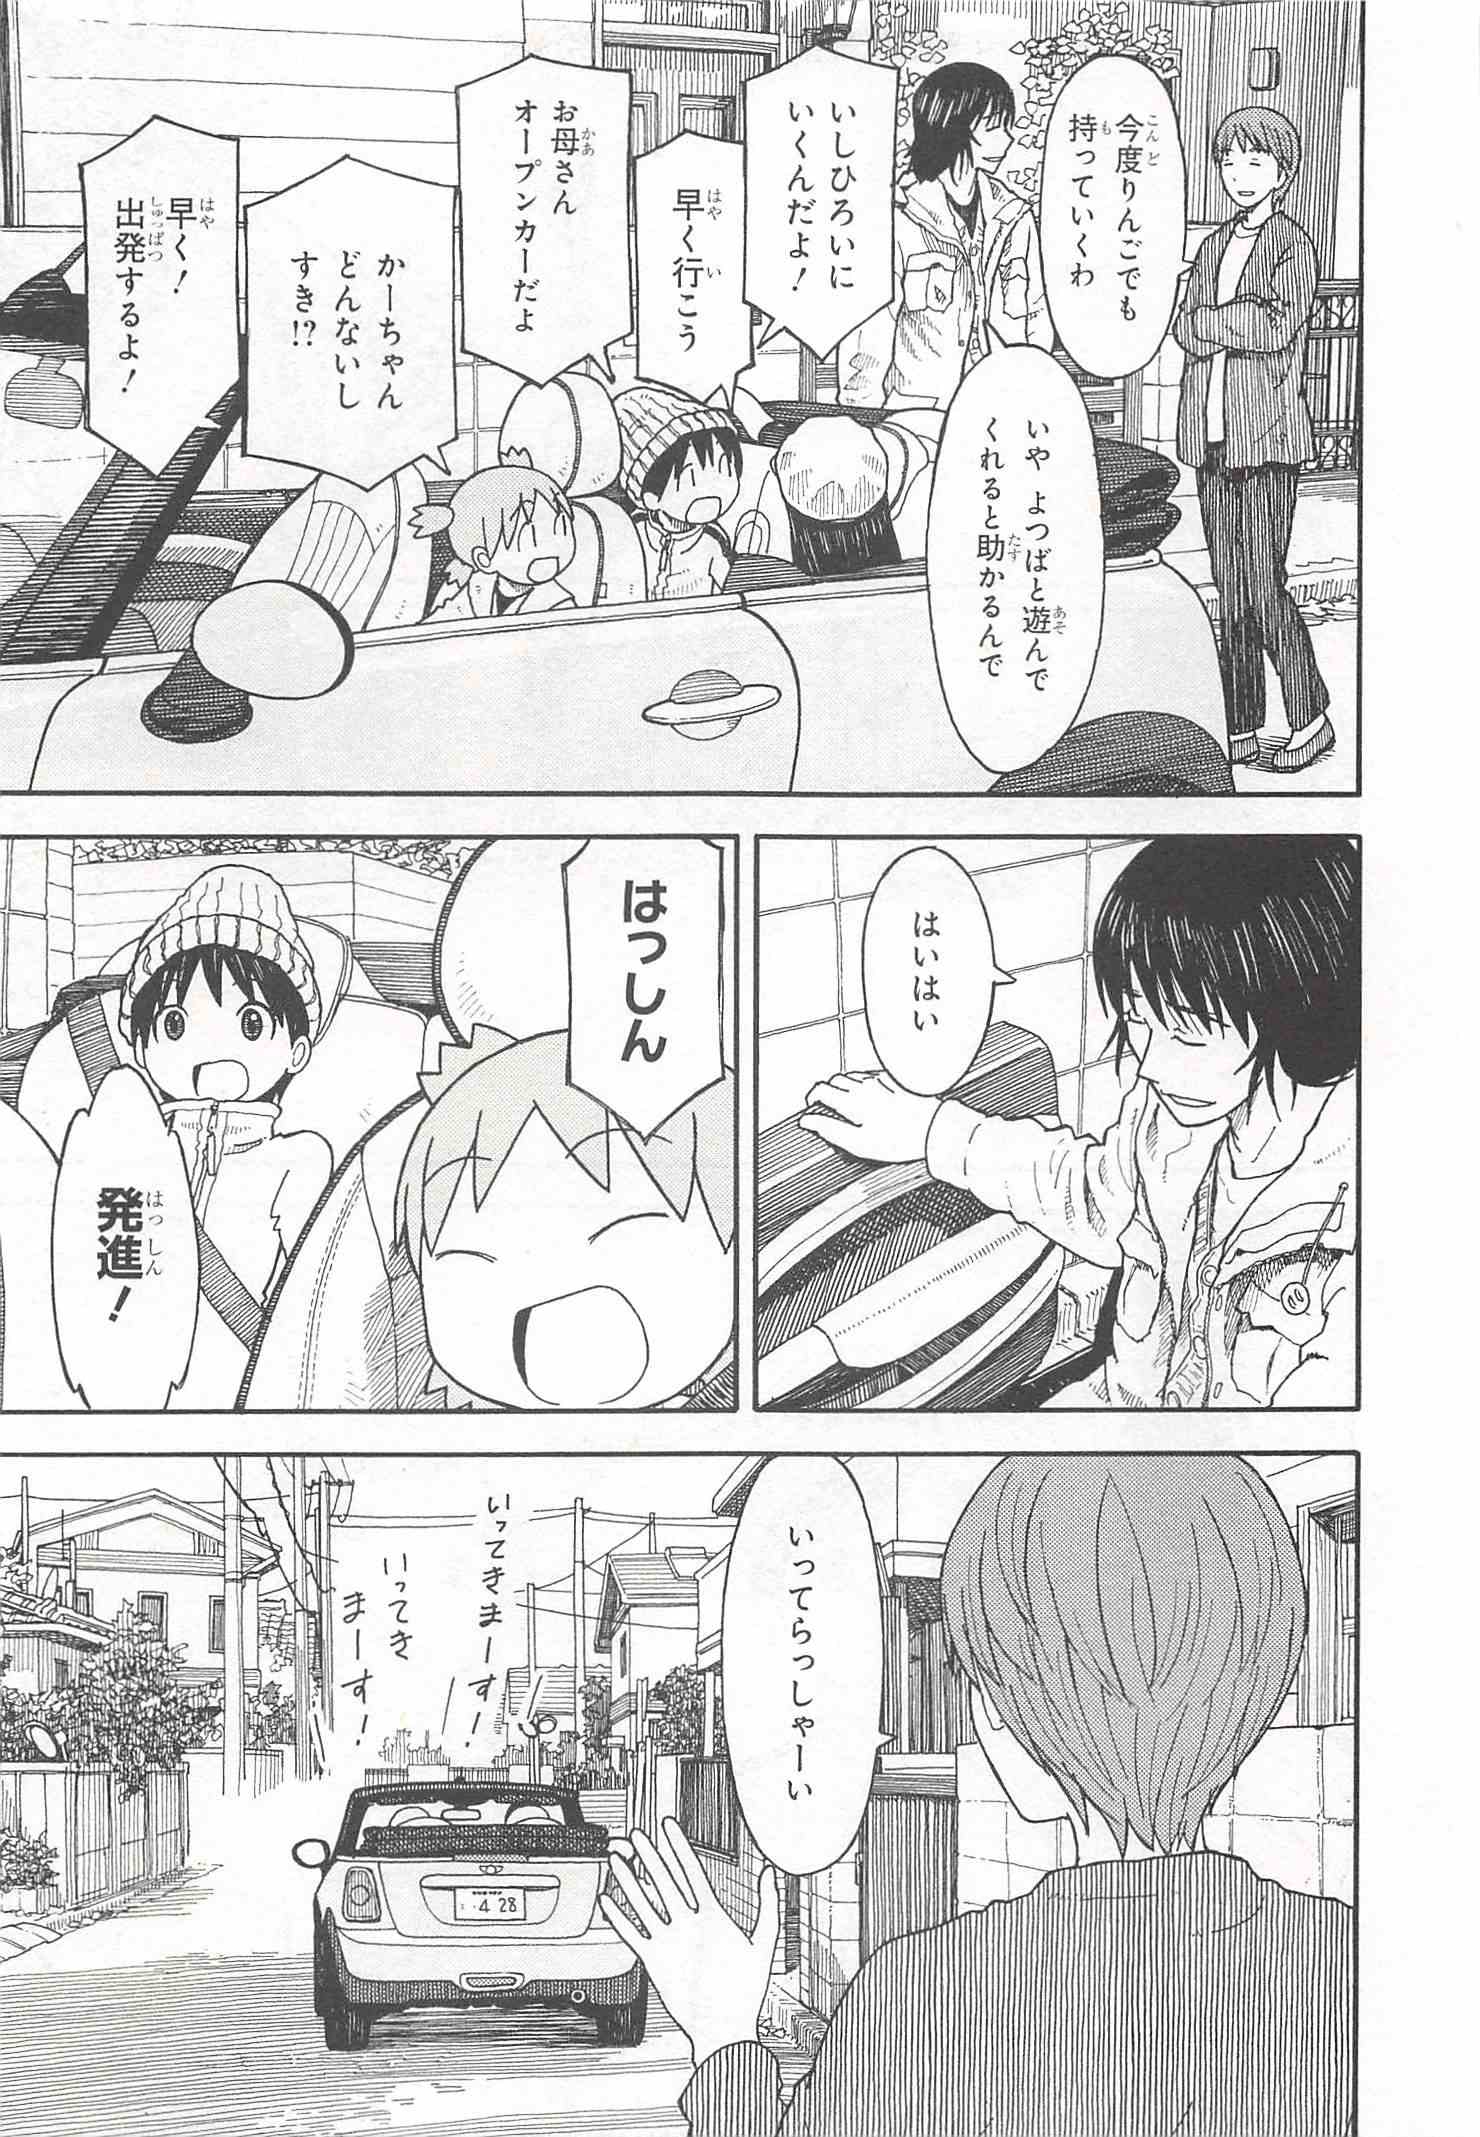 今度りんごでも
持っていくわ
いや よつばと遊んで
くれると助かるんで
いしひろいに
いくんだよ！
早く行こう
お母さん
オープンカーだよ
かーちゃん
どんないし
すき！？
早く！
出発するよ！
はいはい
はっしん
発進！
いってらっしゃーい
いってきまーす！
いってき
まーす！
・428